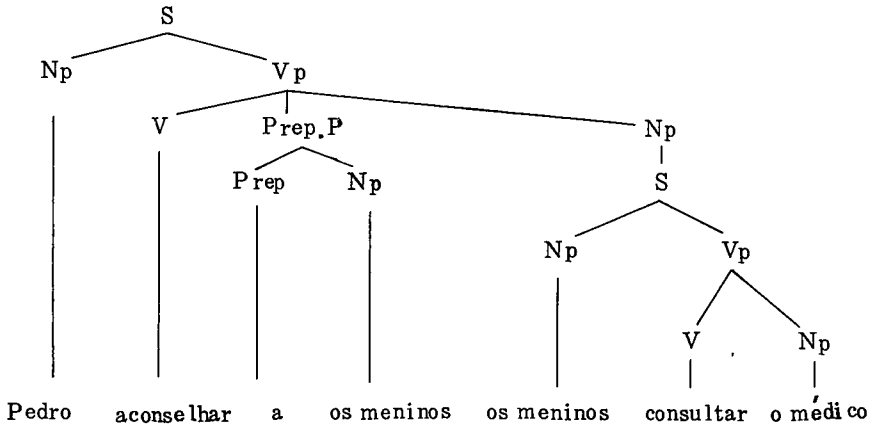 S
Np Vp
V Prep.P Np
Prep Np S
Np Vp
V Np
Pedro aconselhar a os meninos os meninos consultar o médico